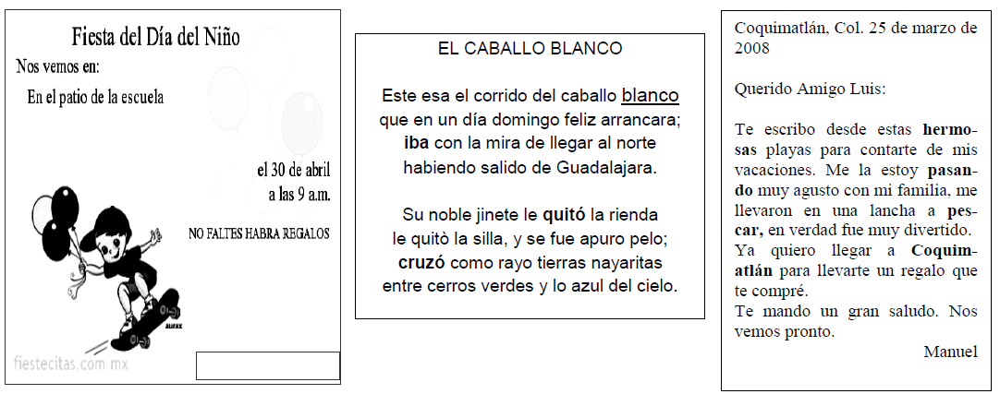 Fiesta del Día del Niño
Nos vemos en:
En el patio de la escuela
el 30 de abril
a las 9 a.m.
NO FALTES HABRA REGALOS
ALIFAX
fiestecitas.com.mx
EL CABALLO BLANCO
Este esa el corrido del caballo blanco
que en un día domingo feliz arrancara;
iba con la mira de llegar al norte
habiendo salido de Guadalajara.
Su noble jinete le quitó la rienda
le quitò la silla, y se fue apuro pelo;
cruzó como rayo tierras nayaritas
entre cerros verdes y lo azul del cielo.
Coquimatlán, Col. 25 de marzo de
2008
Querido Amigo Luis:
Te escribo desde estas hermo-
sas playas para contarte de mis
vacaciones. Me la estoy pasan-
do muy agusto con mi familia, me
llevaron en una lancha a pes-
car, en verdad fue muy divertido.
Ya quiero llegar a Coquim-
atlán para llevarte un regalo que
te compré.
Te mando un gran saludo. Nos
vemos pronto.
Manuel